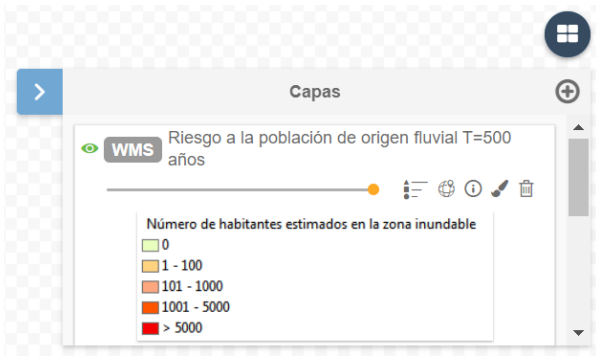 Capas
WMS Riesgo a la población de origen fluvial T=500
años
Número de habitantes estimados en la zona inundable
0
1 - 100
101 - 1000
1001 - 5000
> 5000